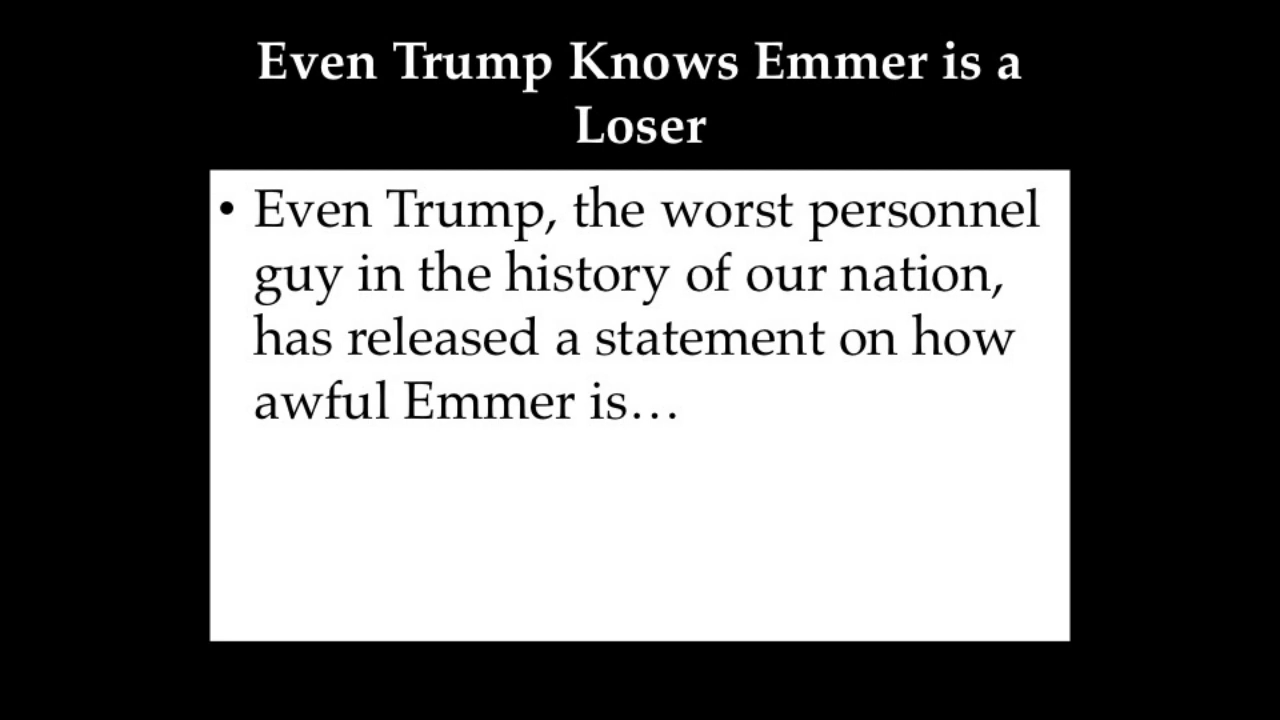 Even Trump Knows Emmer is a
Loser
• Even Trump, the worst personnel
guy in the history of our nation,
has released a statement on how
awful Emmer is…